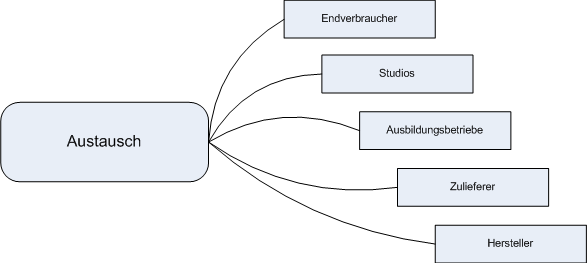 Endverbraucher
Studios
Austausch
Ausbildungsbetriebe
Zulieferer
Hersteller